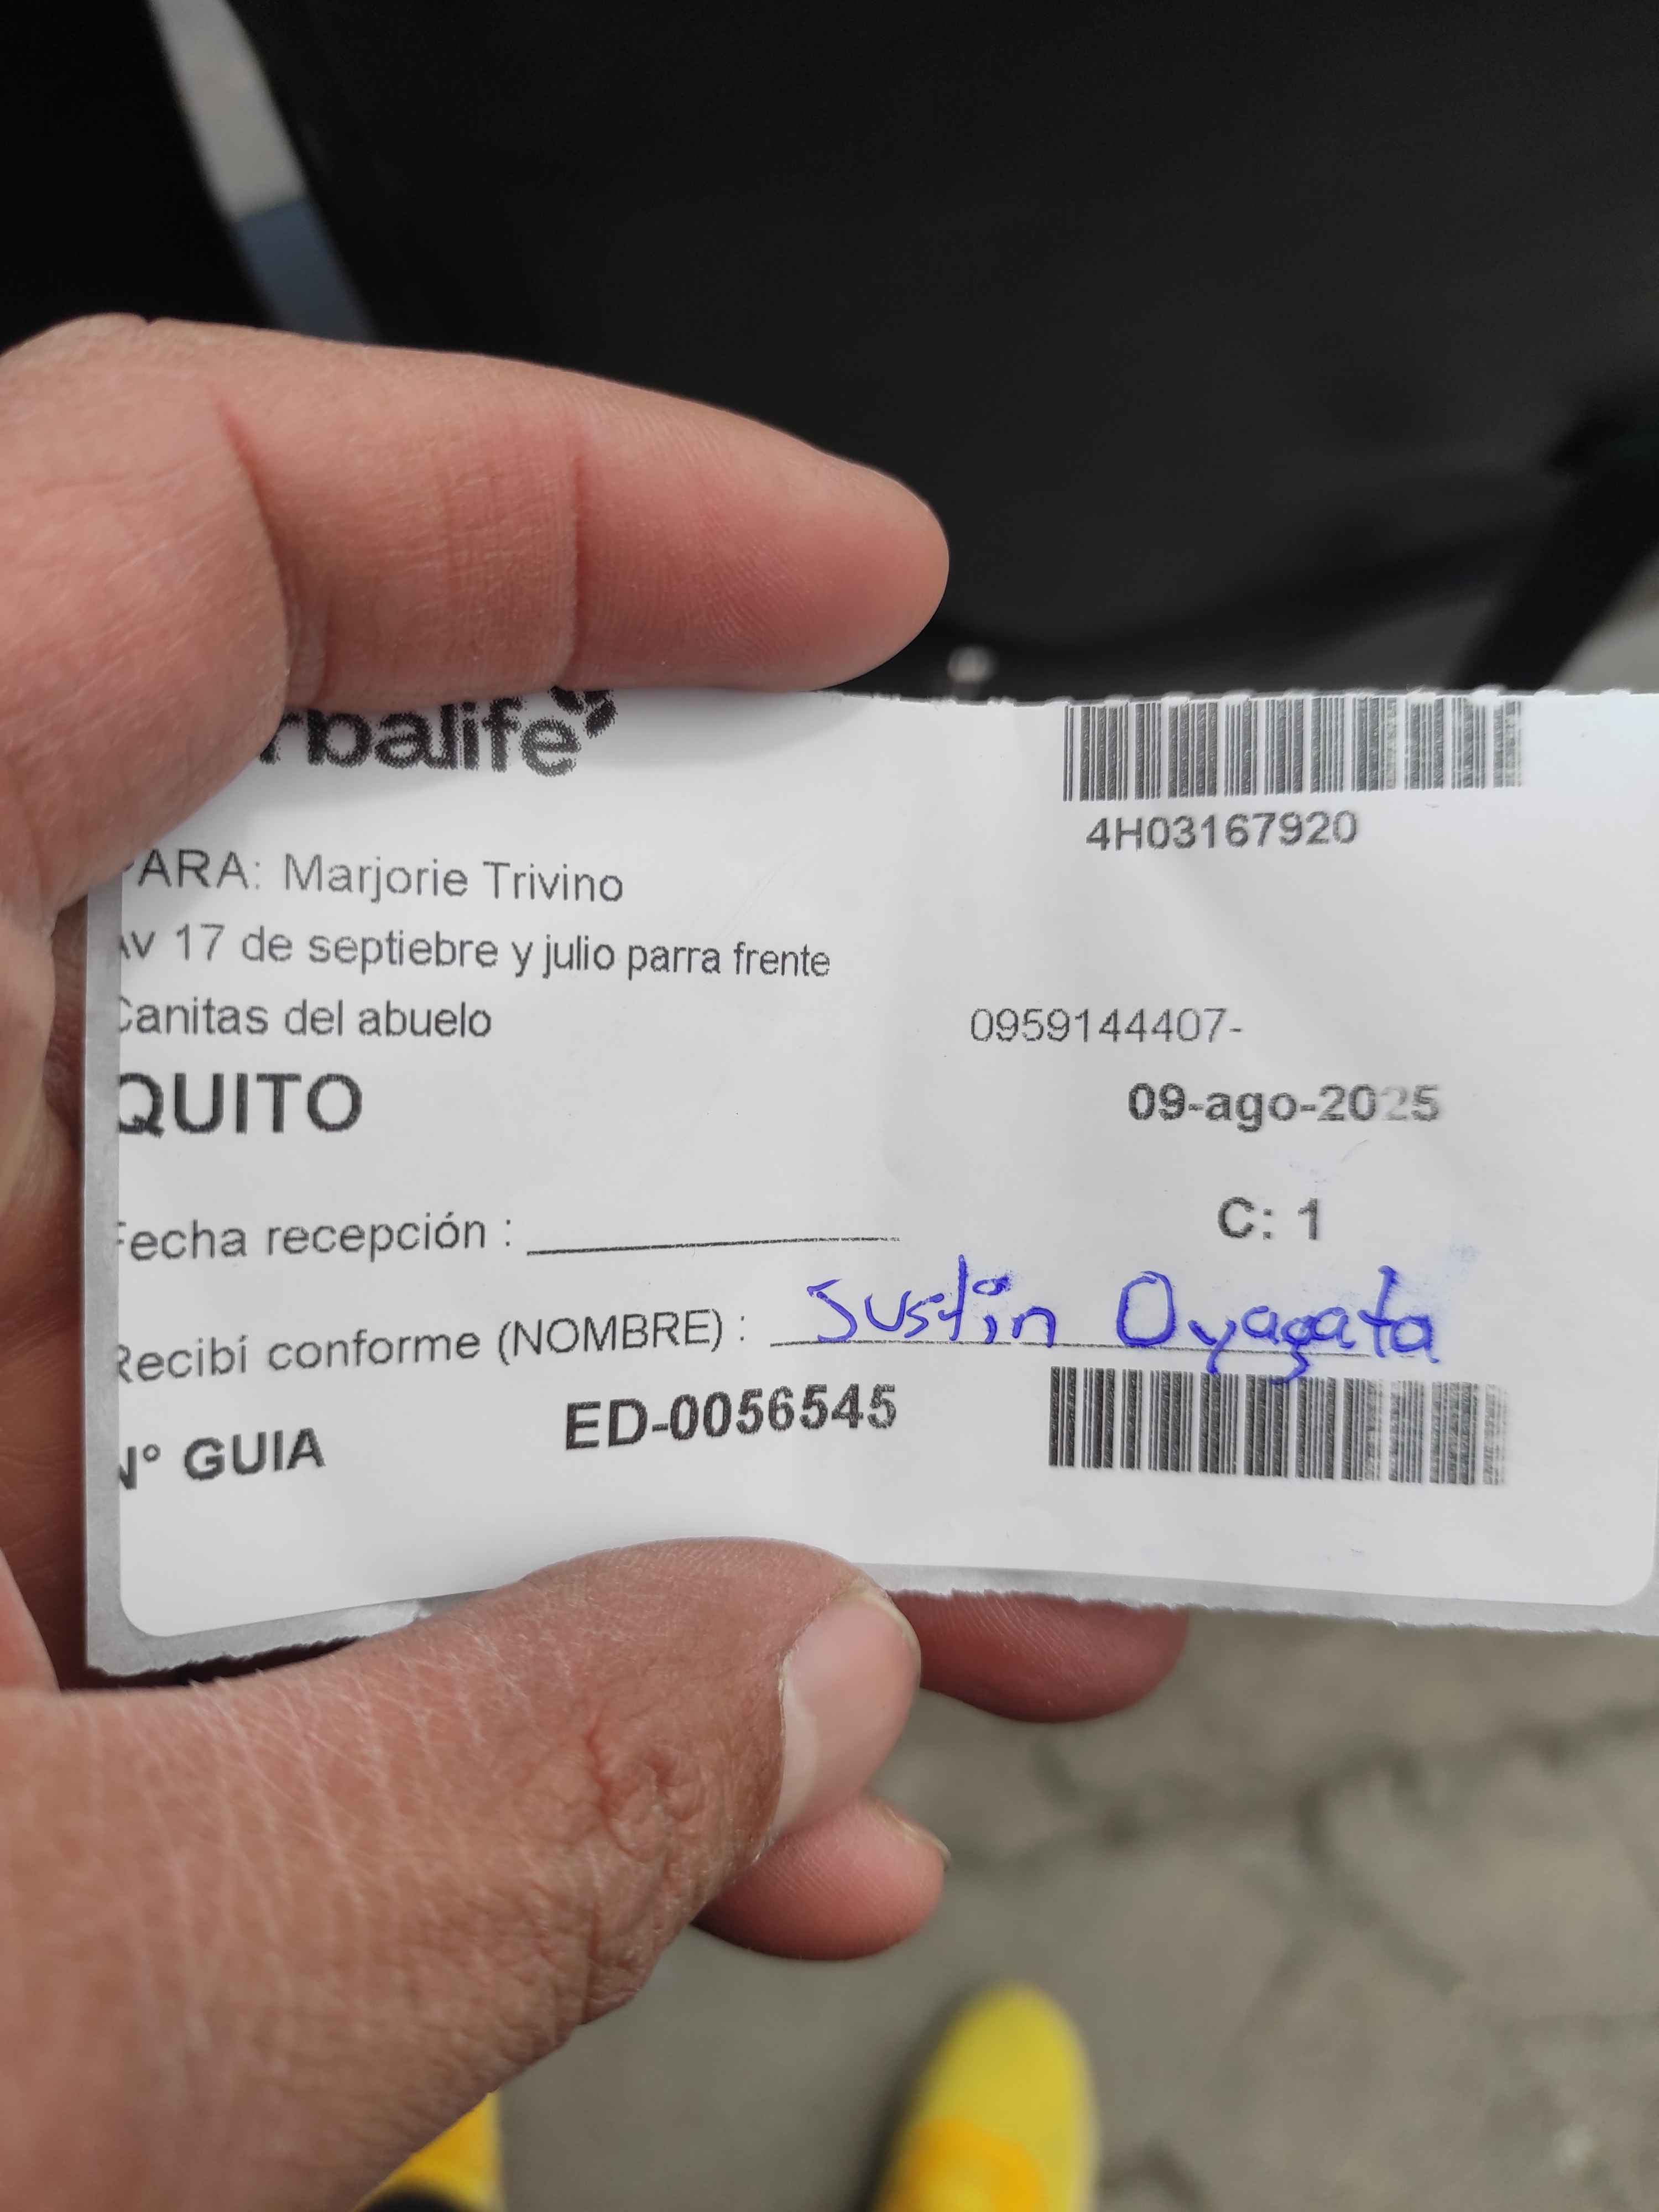 rbalife
4H03167920
PARA: Marjorie Trivino
Av 17 de septiebre y julio parra frente
Canitas del abuelo
0959144407-
QUITO
09-ago-2025
C: 1
Fecha recepción :
Recibí conforme (NOMBRE) : Justin Oyagata
N° GUIA
ED-0056545